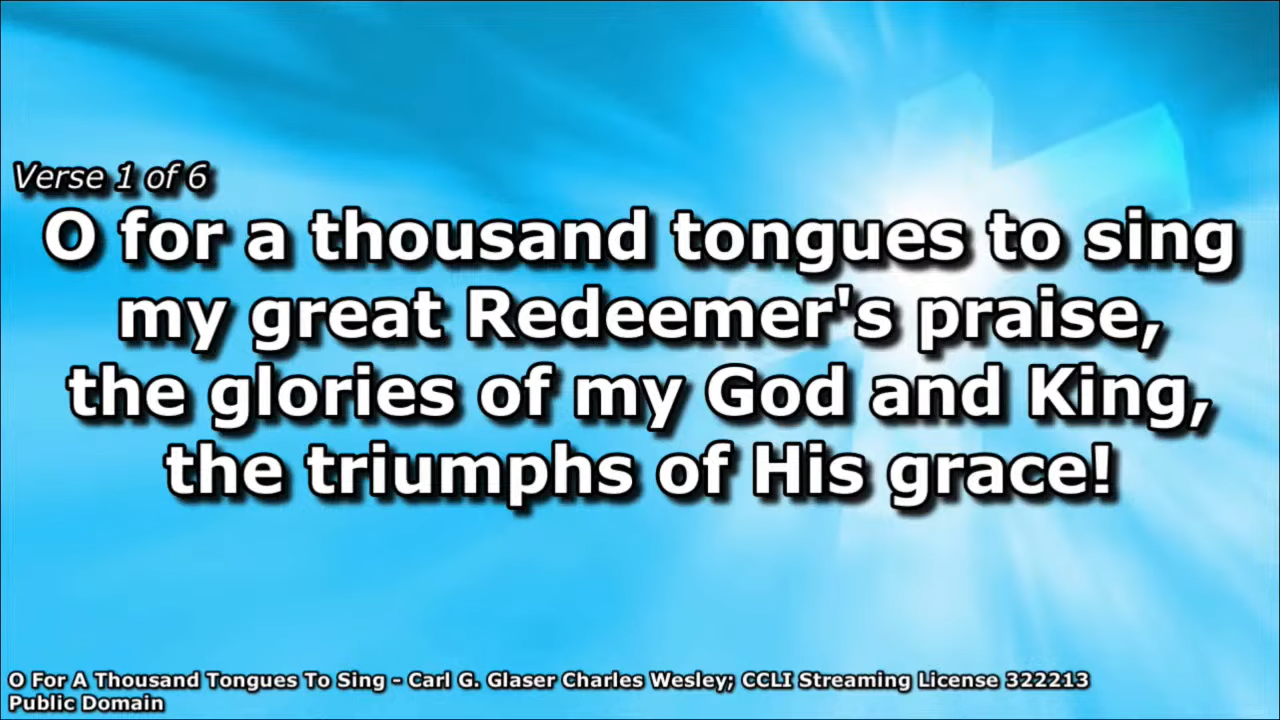 Verse 1 of 6
O for a thousand tongues to sing
my great Redeemer's praise,
the glories of my God and King,
the triumphs of His grace!
O For A Thousand Tongues To Sing - Carl G. Glaser Charles Wesley; CCLI Streaming License 322213
Public Domain